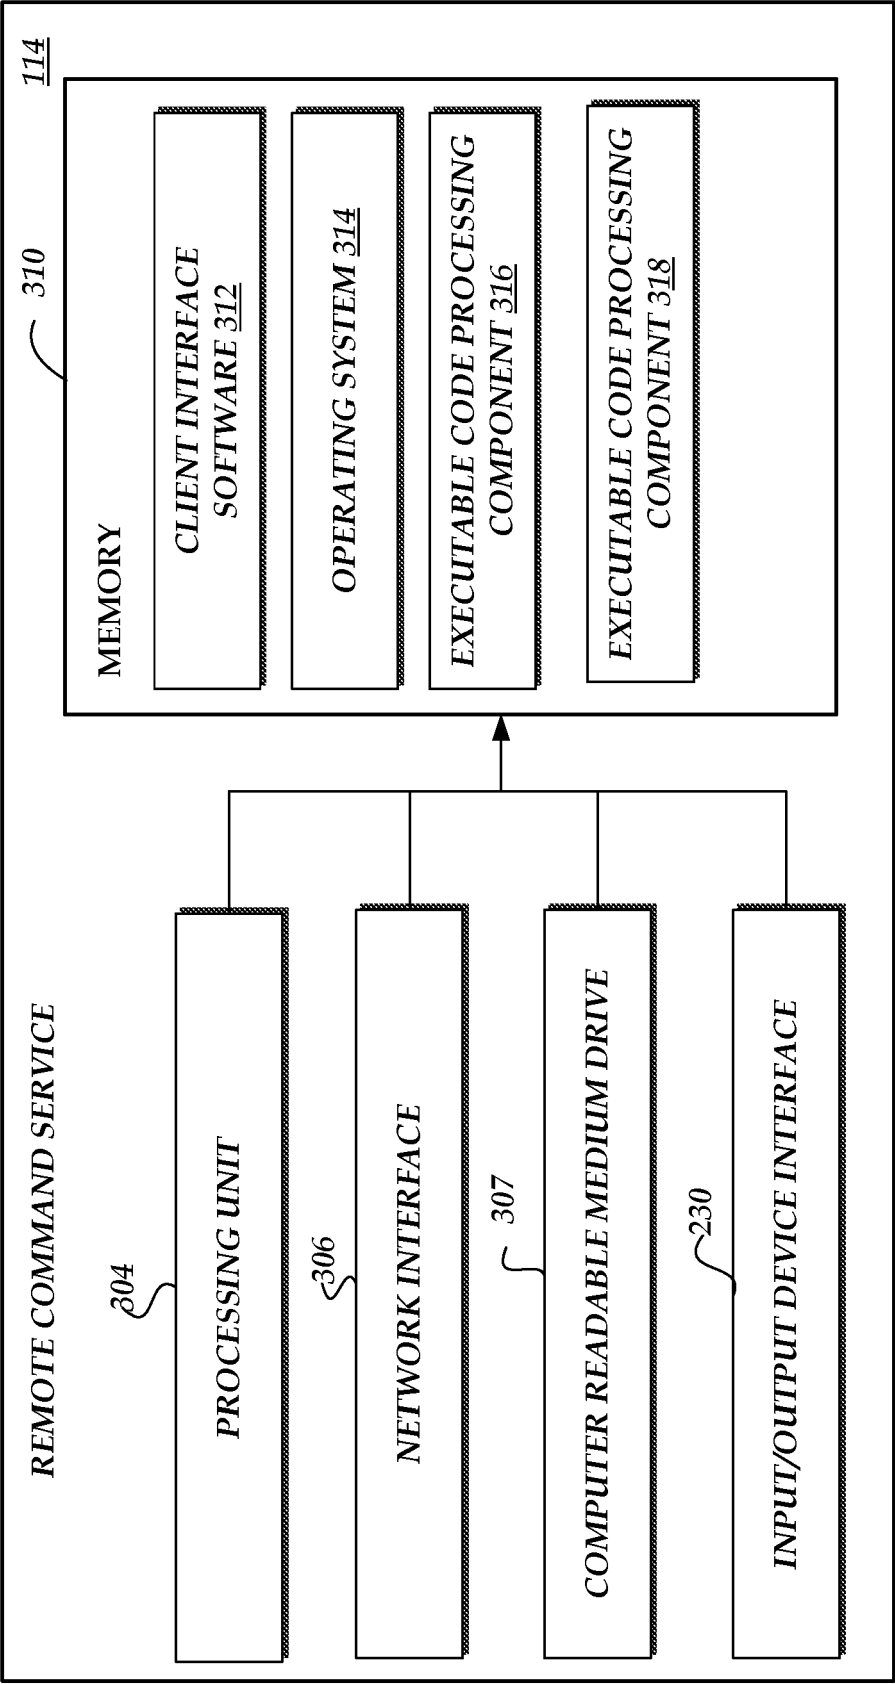 REMOTE COMMAND SERVICE
114
304
PROCESSING UNIT
306
NETWORK INTERFACE
307
COMPUTER READABLE MEDIUM DRIVE
230
INPUT/OUTPUT DEVICE INTERFACE
310
MEMORY
CLIENT INTERFACE
SOFTWARE 312
OPERATING SYSTEM 314
EXECUTABLE CODE PROCESSING
COMPONENT 316
EXECUTABLE CODE PROCESSING
COMPONENT 318